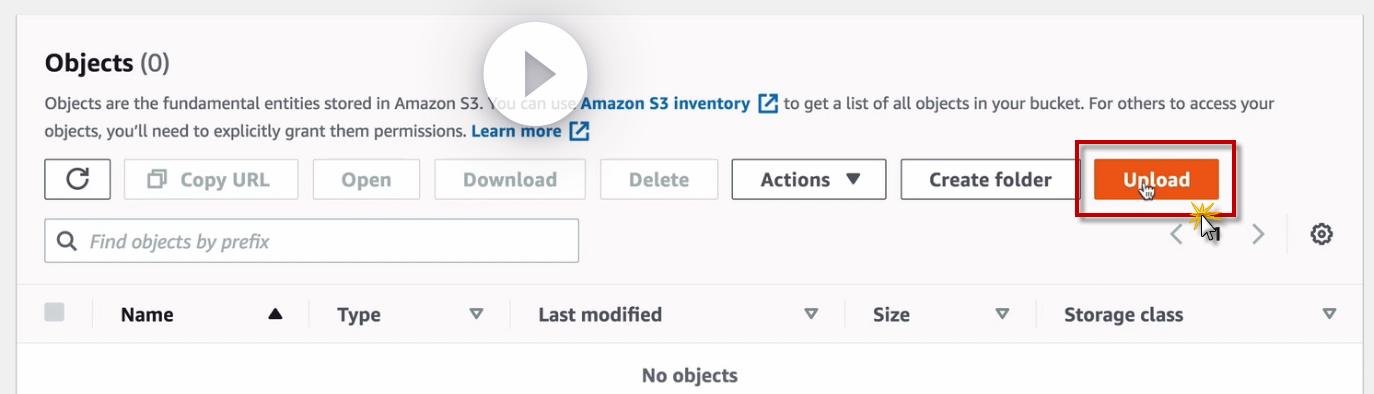 Objects (0)
Objects are the fundamental entities stored in Amazon S3. You can use Amazon S3 inventory to get a list of all objects in your bucket. For others to access your
objects, you'll need to explicitly grant them permissions. Learn more
Copy URL Open Download Delete Actions Create folder Upload
Find objects by prefix 1
Name Type Last modified Size Storage class
No objects